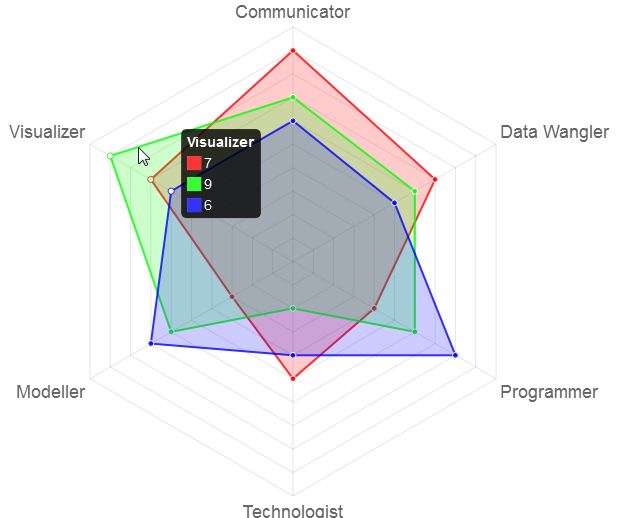 Communicator
Visualizer
Data Wangler
Visualizer
7
9
6
Modeller
Programmer
Technologist